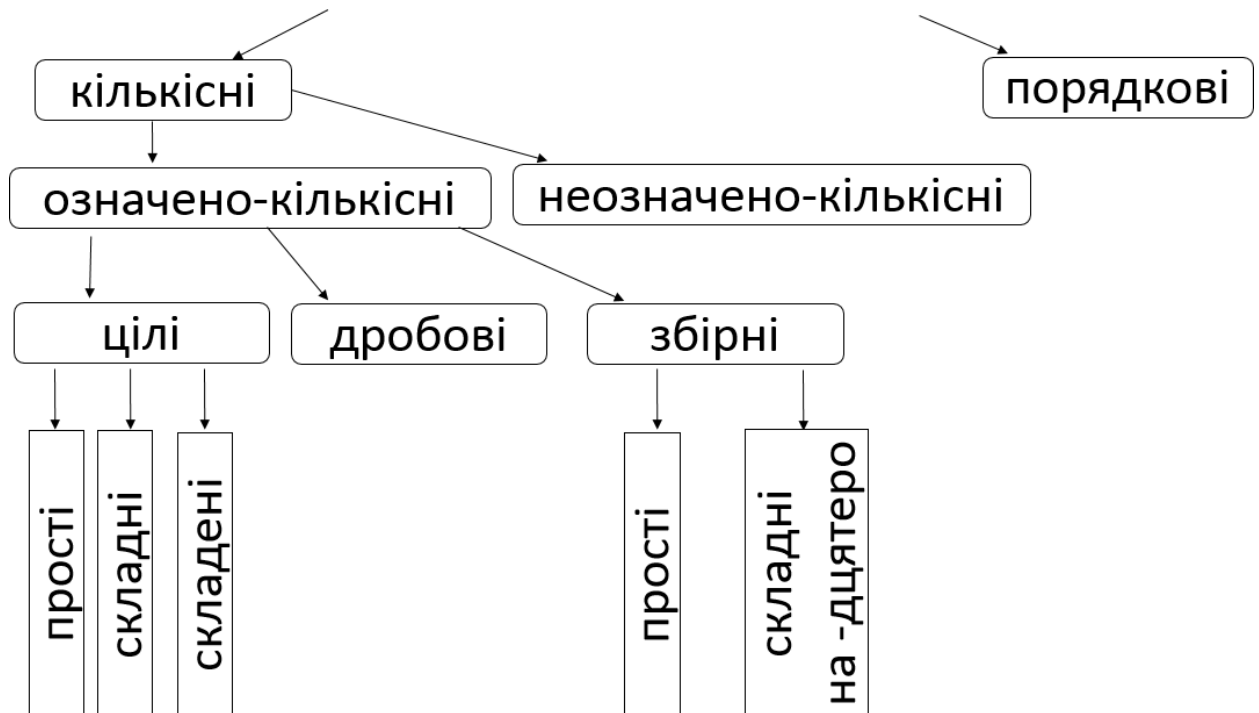 кількісні
порядкові
означено-кількісні
неозначено-кількісні
цілі
дробові
збірні
прості
складні
складені
прості
складні
на -дцятеро